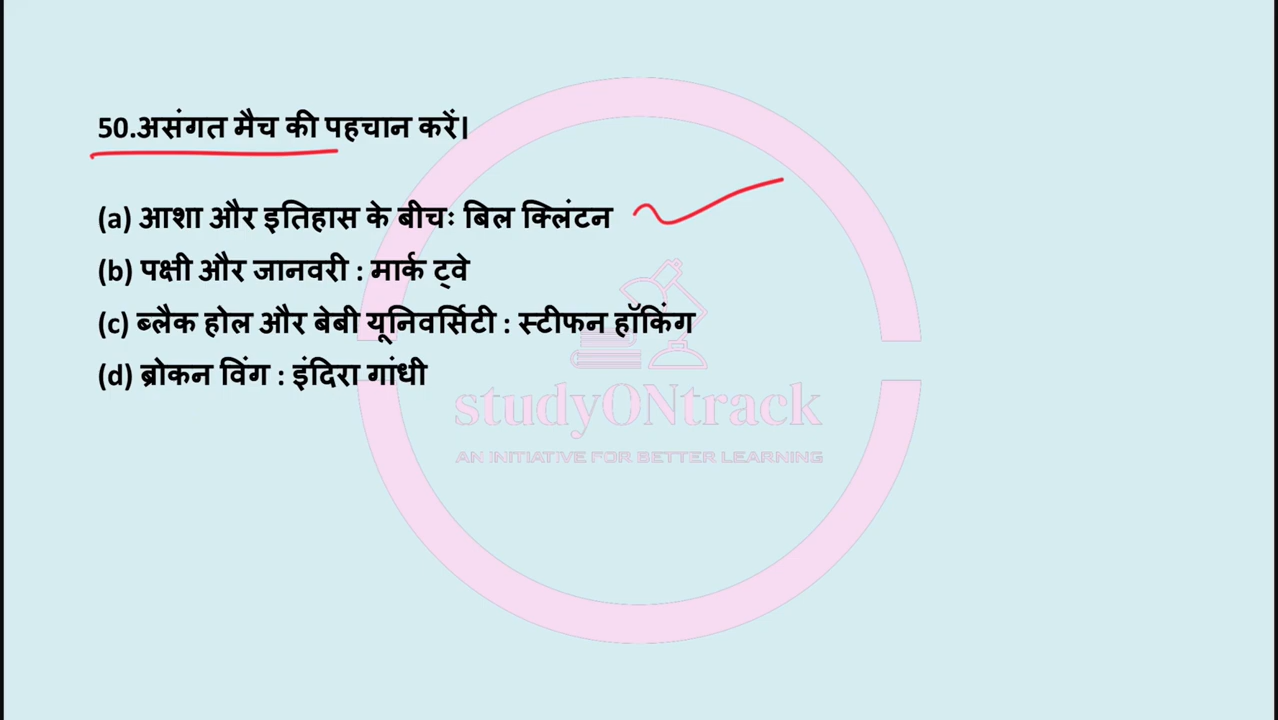 50.असंगत मैच की पहचान करें।
(a) आशा और इतिहास के बीचः बिल क्लिंटन
(b) पक्षी और जानवरी : मार्क ट्वे
(c) ब्लैक होल और बेबी यूनिवर्सिटी : स्टीफन हॉकिंग
(d) ब्रोकन विंग : इंदिरा गांधी
studyONtrack
AN INITIATIVE FOR BETTER LEARNING